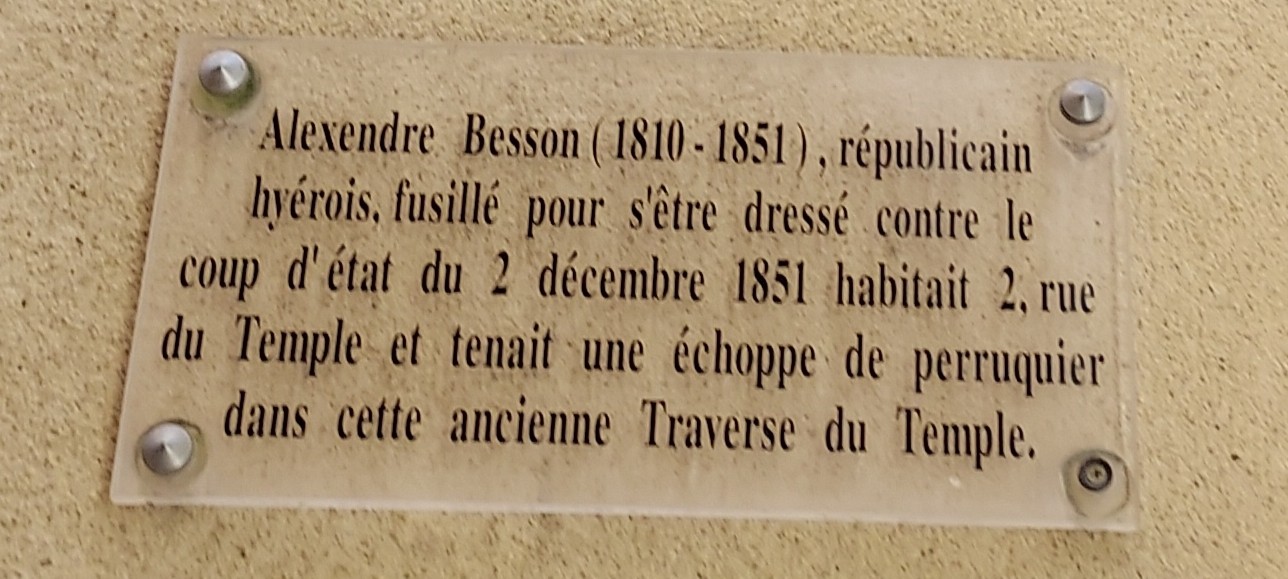 Alexendre Besson ( 1810 - 1851 ) , républicain
hyérois, fusillé pour s'être dressé contre le
coup d'état du 2 décembre 1851 habitait 2, rue
du Temple et tenait une échoppe de perruquier
dans cette ancienne Traverse du Temple.